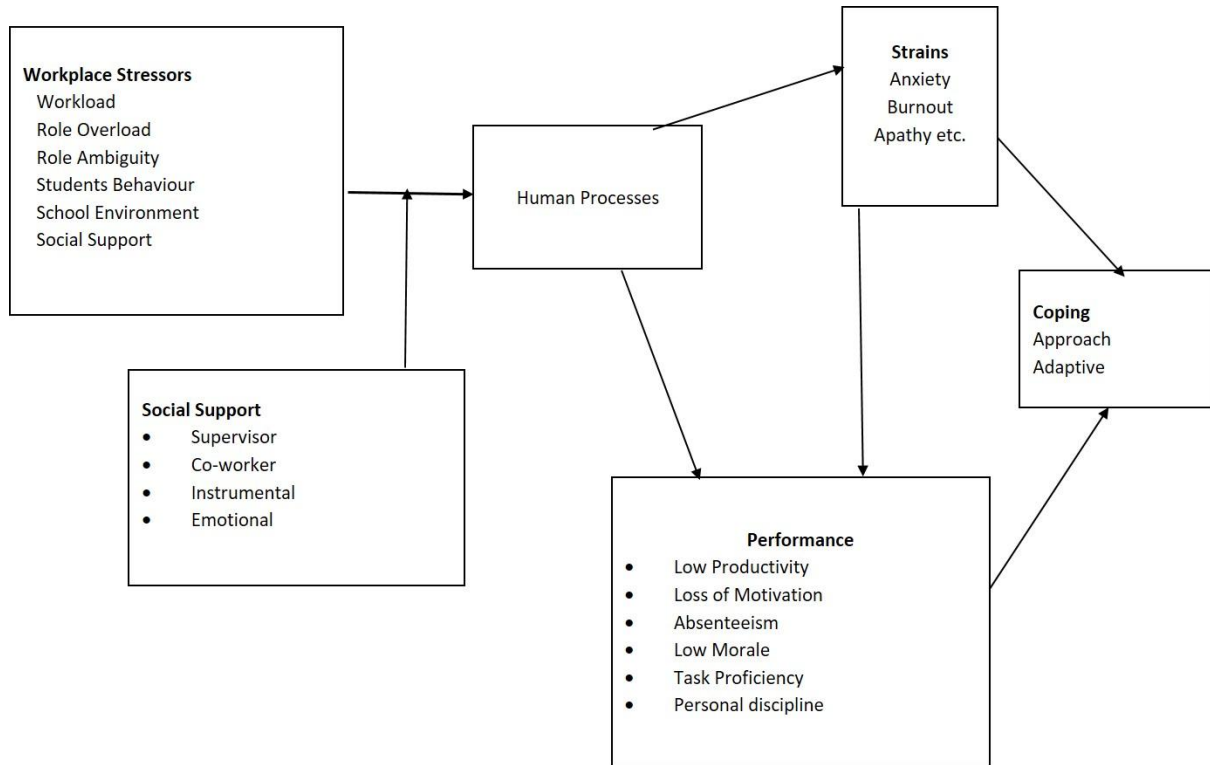 Workplace Stressors
Workload
Role Overload
Role Ambiguity
Students Behaviour
School Environment
Social Support
Social Support
• Supervisor
• Co-worker
• Instrumental
• Emotional
Human Processes
Strains
Anxiety
Burnout
Apathy etc.
Performance
• Low Productivity
• Loss of Motivation
• Absenteeism
• Low Morale
• Task Proficiency
• Personal discipline
Coping
Approach
Adaptive